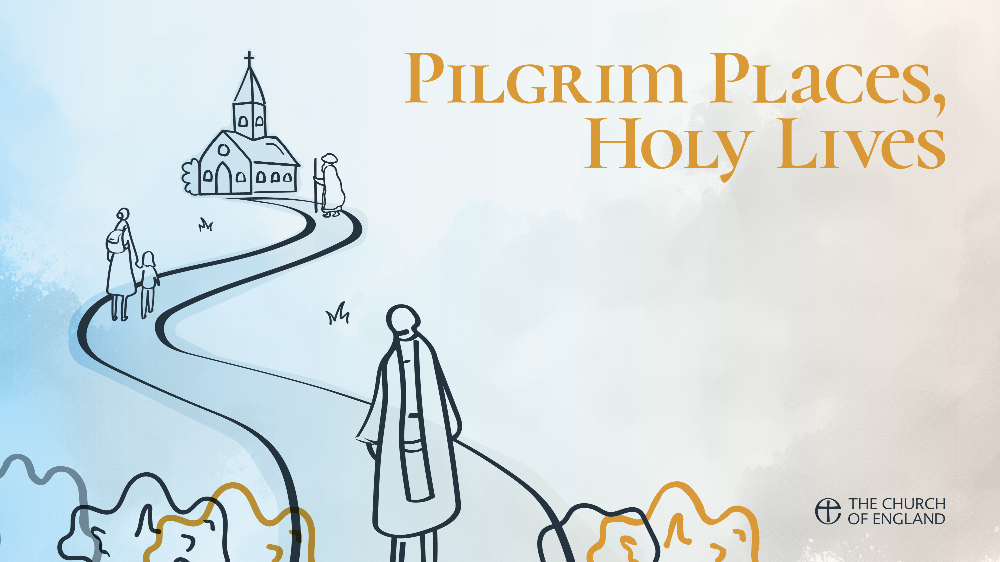 Pilgrim Places,
Holy Lives
THE CHURCH
OF ENGLAND